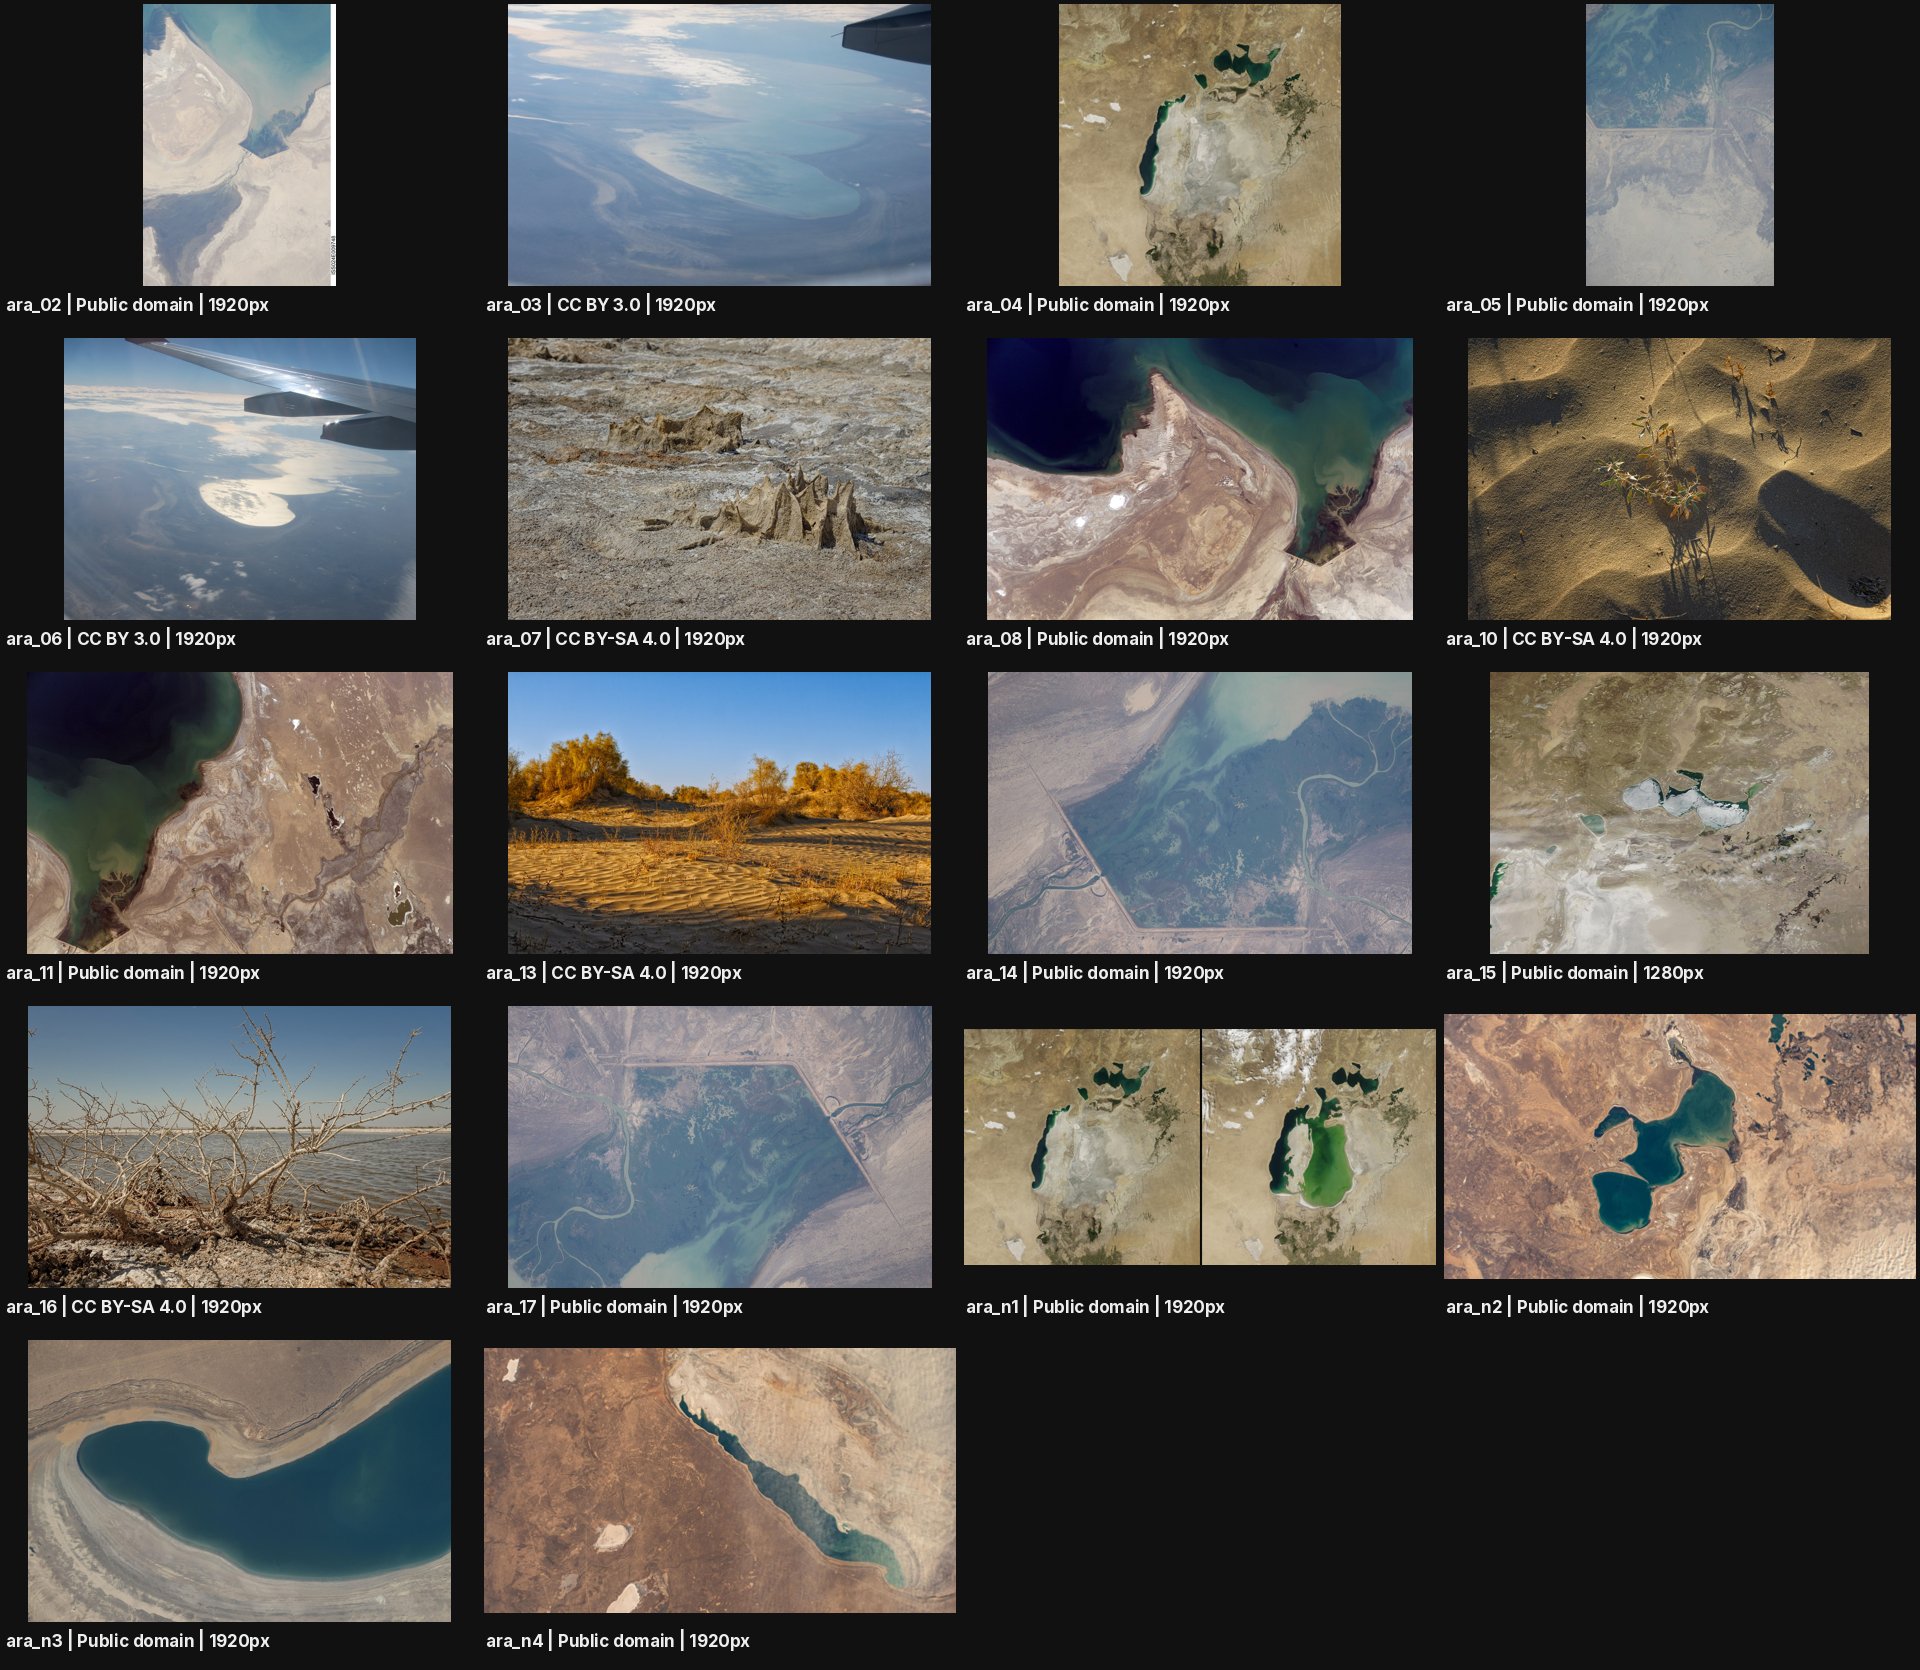 ara_02 | Public domain | 1920px
ara_03 | CC BY 3.0 | 1920px
ara_04 | Public domain | 1920px
ara_05 | Public domain | 1920px
ara_06 | CC BY 3.0 | 1920px
ara_07 | CC BY-SA 4.0 | 1920px
ara_08 | Public domain | 1920px
ara_10 | CC BY-SA 4.0 | 1920px
ara_11 | Public domain | 1920px
ara_13 | CC BY-SA 4.0 | 1920px
ara_14 | Public domain | 1920px
ara_15 | Public domain | 1280px
ara_16 | CC BY-SA 4.0 | 1920px
ara_17 | Public domain | 1920px
ara_n1 | Public domain | 1920px
ara_n2 | Public domain | 1920px
ara_n3 | Public domain | 1920px
ara_n4 | Public domain | 1920px